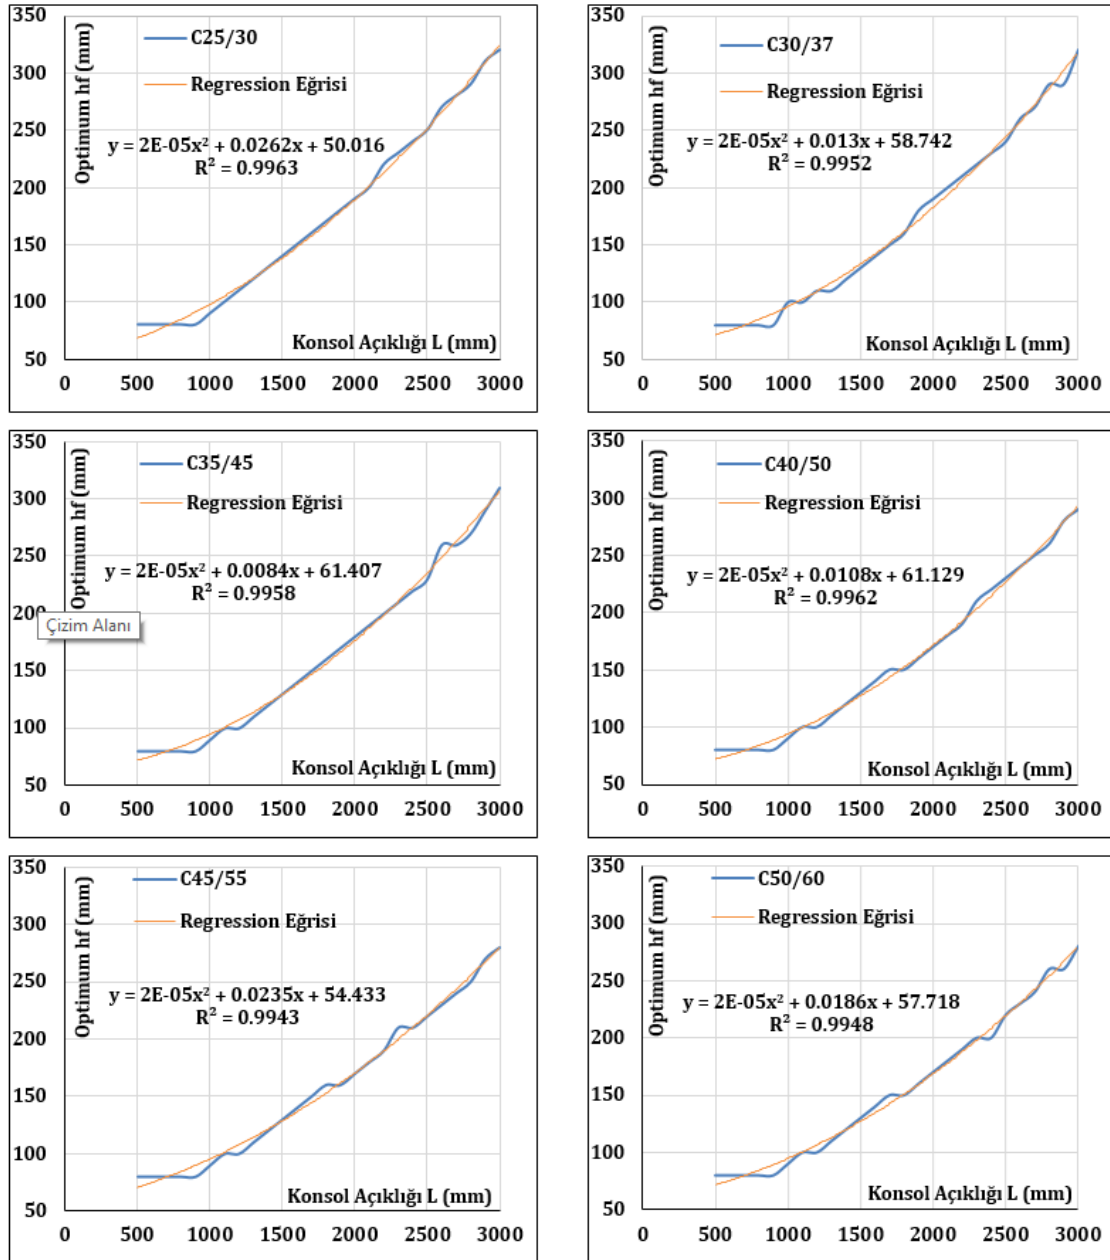 350
Optimum hf (mm)
C25/30
Regression Eğrisi
300
y = 2E-05x² + 0.0262x + 50.016
R² = 0.9963
250
200
150
100
Konsol Açıklığı L (mm)
50
0 500 1000 1500 2000 2500 3000
350
Optimum hf (mm)
C30/37
Regression Eğrisi
300
y = 2E-05x² + 0.013x + 58.742
R² = 0.9952
250
200
150
100
Konsol Açıklığı L (mm)
50
0 500 1000 1500 2000 2500 3000
350
Optimum hf (mm)
C35/45
Regression Eğrisi
300
250
y = 2E-05x² + 0.0084x + 61.407
R² = 0.9958
200
Çizim Alanı
150
100
Konsol Açıklığı L (mm)
50
0 500 1000 1500 2000 2500 3000
350
Optimum hf (mm)
C40/50
Regression Eğrisi
300
250
y = 2E-05x² + 0.0108x + 61.129
R² = 0.9962
200
150
100
Konsol Açıklığı L (mm)
50
0 500 1000 1500 2000 2500 3000
350
Optimum hf (mm)
C45/55
Regression Eğrisi
300
250
y = 2E-05x² + 0.0235x + 54.433
R² = 0.9943
200
150
100
Konsol Açıklığı L (mm)
50
0 500 1000 1500 2000 2500 3000
350
Optimum hf (mm)
C50/60
Regression Eğrisi
300
250
y = 2E-05x² + 0.0186x + 57.718
R² = 0.9948
200
150
100
Konsol Açıklığı L (mm)
50
0 500 1000 1500 2000 2500 3000